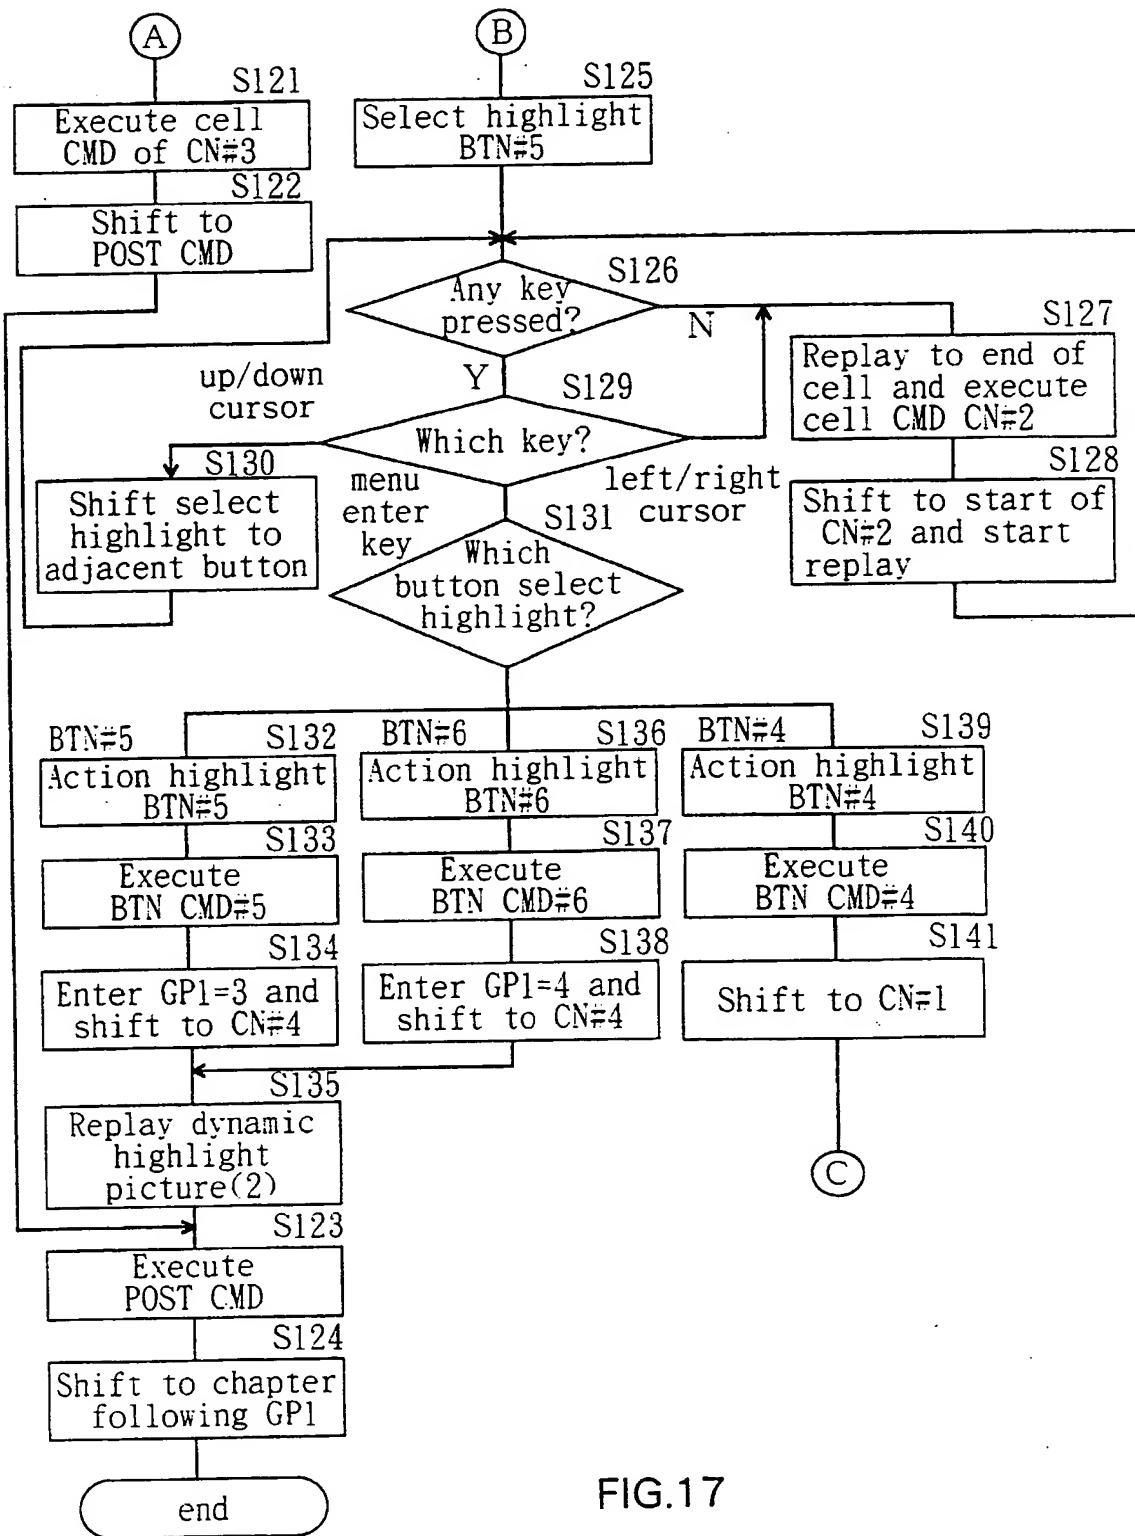 A
S121
Execute cell
CMD of CN#3
S122
Shift to
POST CMD
B
S125
Select highlight
BTN#5
S126
Any key
pressed?
N
Y
S127
Replay to end of
cell and execute
cell CMD CN#2
S128
Shift to start of
CN#2 and start
replay
up/down
cursor
S129
Which key?
left/right
cursor
menu
enter
key
S130
Shift select
highlight to
adjacent button
S131
Which
button select
highlight?
BTN#5
S132
Action highlight
BTN#5
S133
Execute
BTN CMD#5
S134
Enter GP1=3 and
shift to CN#4
BTN#6
S136
Action highlight
BTN#6
S137
Execute
BTN CMD#6
S138
Enter GP1=4 and
shift to CN#4
BTN#4
S139
Action highlight
BTN#4
S140
Execute
BTN CMD#4
S141
Shift to CN#1
C
S135
Replay dynamic
highlight
picture(2)
S123
Execute
POST CMD
S124
Shift to chapter
following GP1
end
FIG.17